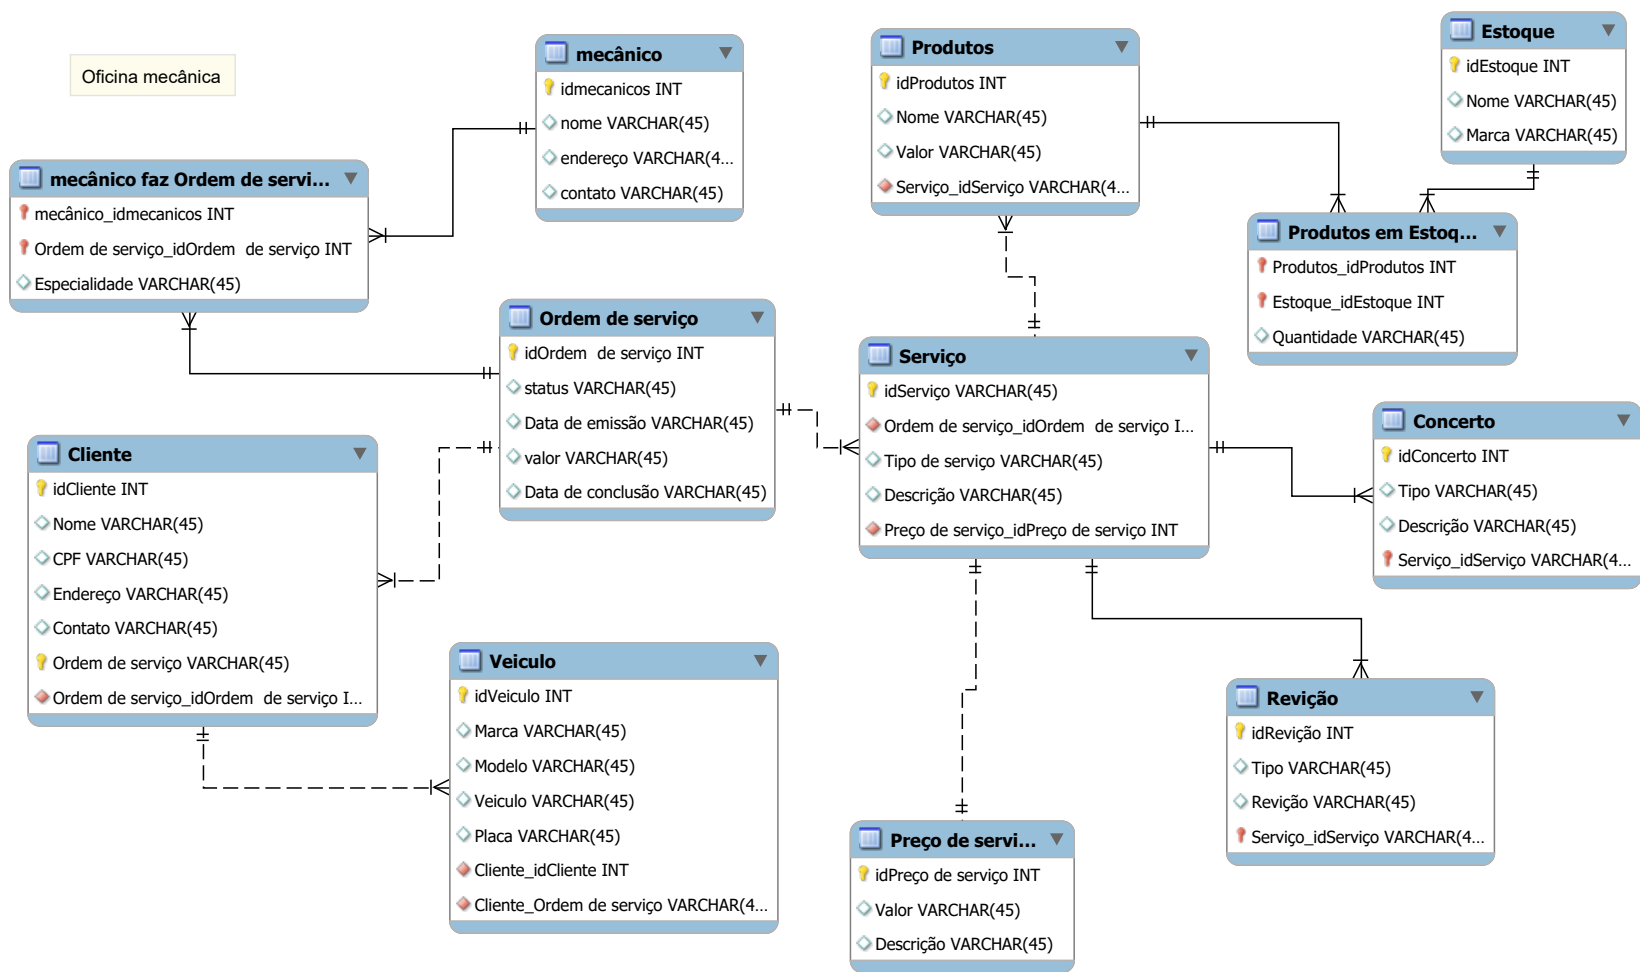 Oficina mecânica
mecânico
idmecanicos INT
nome VARCHAR(45)
endereço VARCHAR(4...
contato VARCHAR(45)
Produtos
idProdutos INT
Nome VARCHAR(45)
Valor VARCHAR(45)
Serviço_idServiço VARCHAR(4...
Estoque
idEstoque INT
Nome VARCHAR(45)
Marca VARCHAR(45)
mecânico faz Ordem de servi...
mecânico_idmecanicos INT
Ordem de serviço_idOrdem de serviço INT
Especialidade VARCHAR(45)
Produtos em Estoq...
Produtos_idProdutos INT
Estoque_idEstoque INT
Quantidade VARCHAR(45)
Ordem de serviço
idOrdem de serviço INT
status VARCHAR(45)
Data de emissão VARCHAR(45)
valor VARCHAR(45)
Data de conclusão VARCHAR(45)
Serviço
idServiço VARCHAR(45)
Ordem de serviço_idOrdem de serviço I...
Tipo de serviço VARCHAR(45)
Descrição VARCHAR(45)
Preço de serviço_idPreço de serviço INT
Concerto
idConcerto INT
Tipo VARCHAR(45)
Descrição VARCHAR(45)
Serviço_idServiço VARCHAR(4...
Cliente
idCliente INT
Nome VARCHAR(45)
CPF VARCHAR(45)
Endereço VARCHAR(45)
Contato VARCHAR(45)
Ordem de serviço VARCHAR(45)
Ordem de serviço_idOrdem de serviço I...
Veiculo
idVeiculo INT
Marca VARCHAR(45)
Modelo VARCHAR(45)
Veiculo VARCHAR(45)
Placa VARCHAR(45)
Cliente_idCliente INT
Cliente_Ordem de serviço VARCHAR(4...
Revição
idRevição INT
Tipo VARCHAR(45)
Revição VARCHAR(45)
Serviço_idServiço VARCHAR(4...
Preço de servi...
idPreço de serviço INT
Valor VARCHAR(45)
Descrição VARCHAR(45)